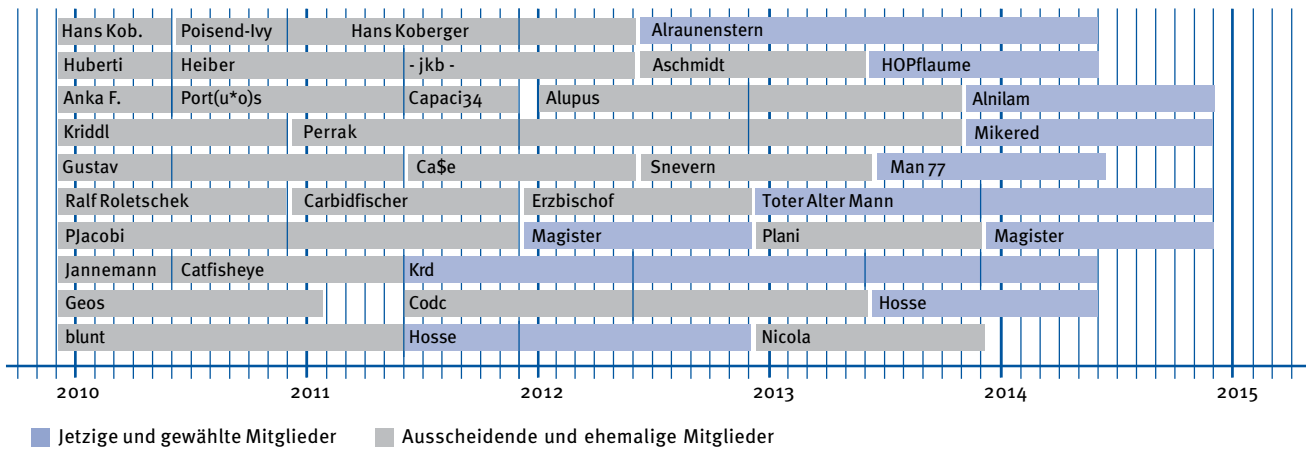 Hans Kob. Poisend-Ivy Hans Koberger Alraunenstern
Huberti Heiber - jkb - Aschmidt HOPflaume
Anka F. Port(u*o)s Capaci34 Alupus Alnilam
Kriddl Perrak Mikered
Gustav Ca$e Snevern Man 77
Ralf Roletschek Carbidfischer Erzbischof Toter Alter Mann
PJacobi Magister Plani Magister
Jannemann Catfisheye Krd
Geos Codc Hosse
blunt Hosse Nicola
2010 2011 2012 2013 2014 2015
Jetzige und gewählte Mitglieder Ausscheidende und ehemalige Mitglieder